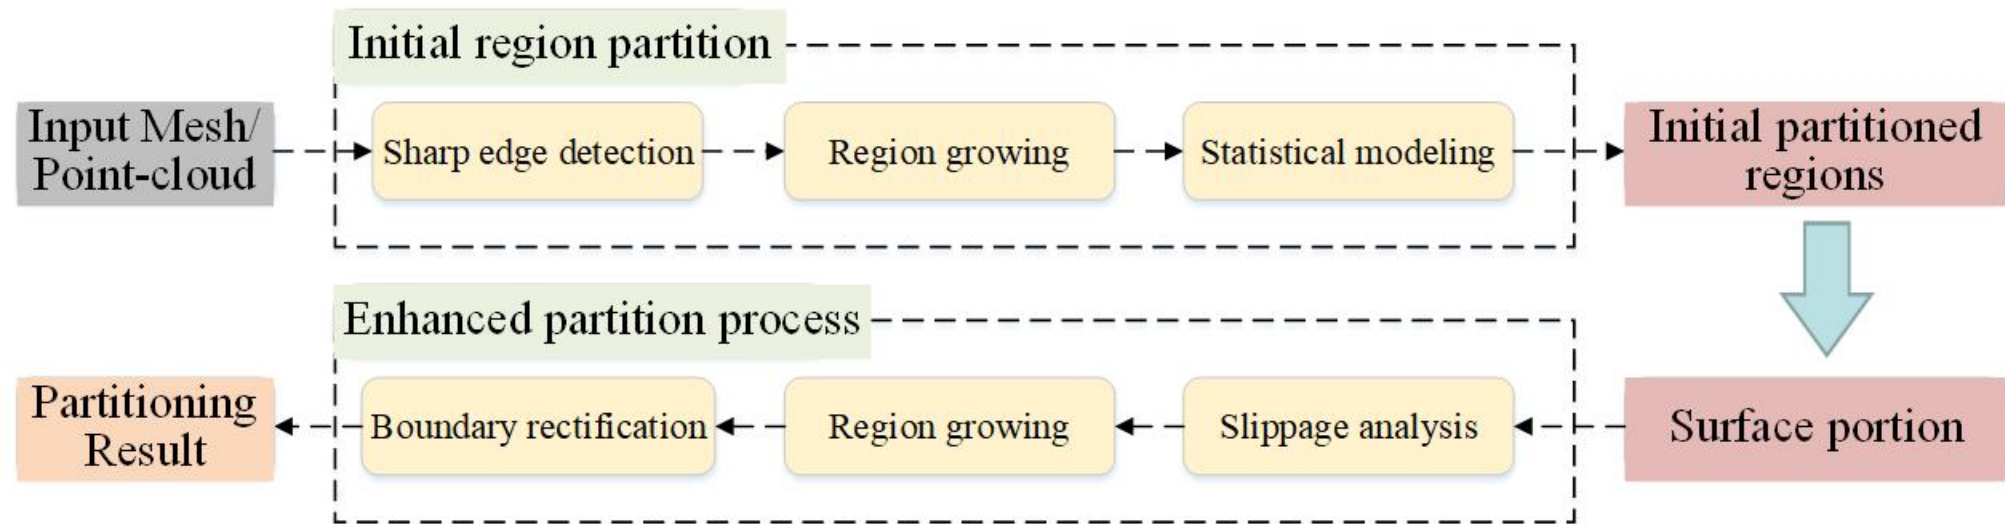 Initial region partition
Input Mesh/
Point-cloud
Sharp edge detection
Region growing
Statistical modeling
Initial partitioned
regions
Enhanced partition process
Partitioning
Result
Boundary rectification
Region growing
Slippage analysis
Surface portion